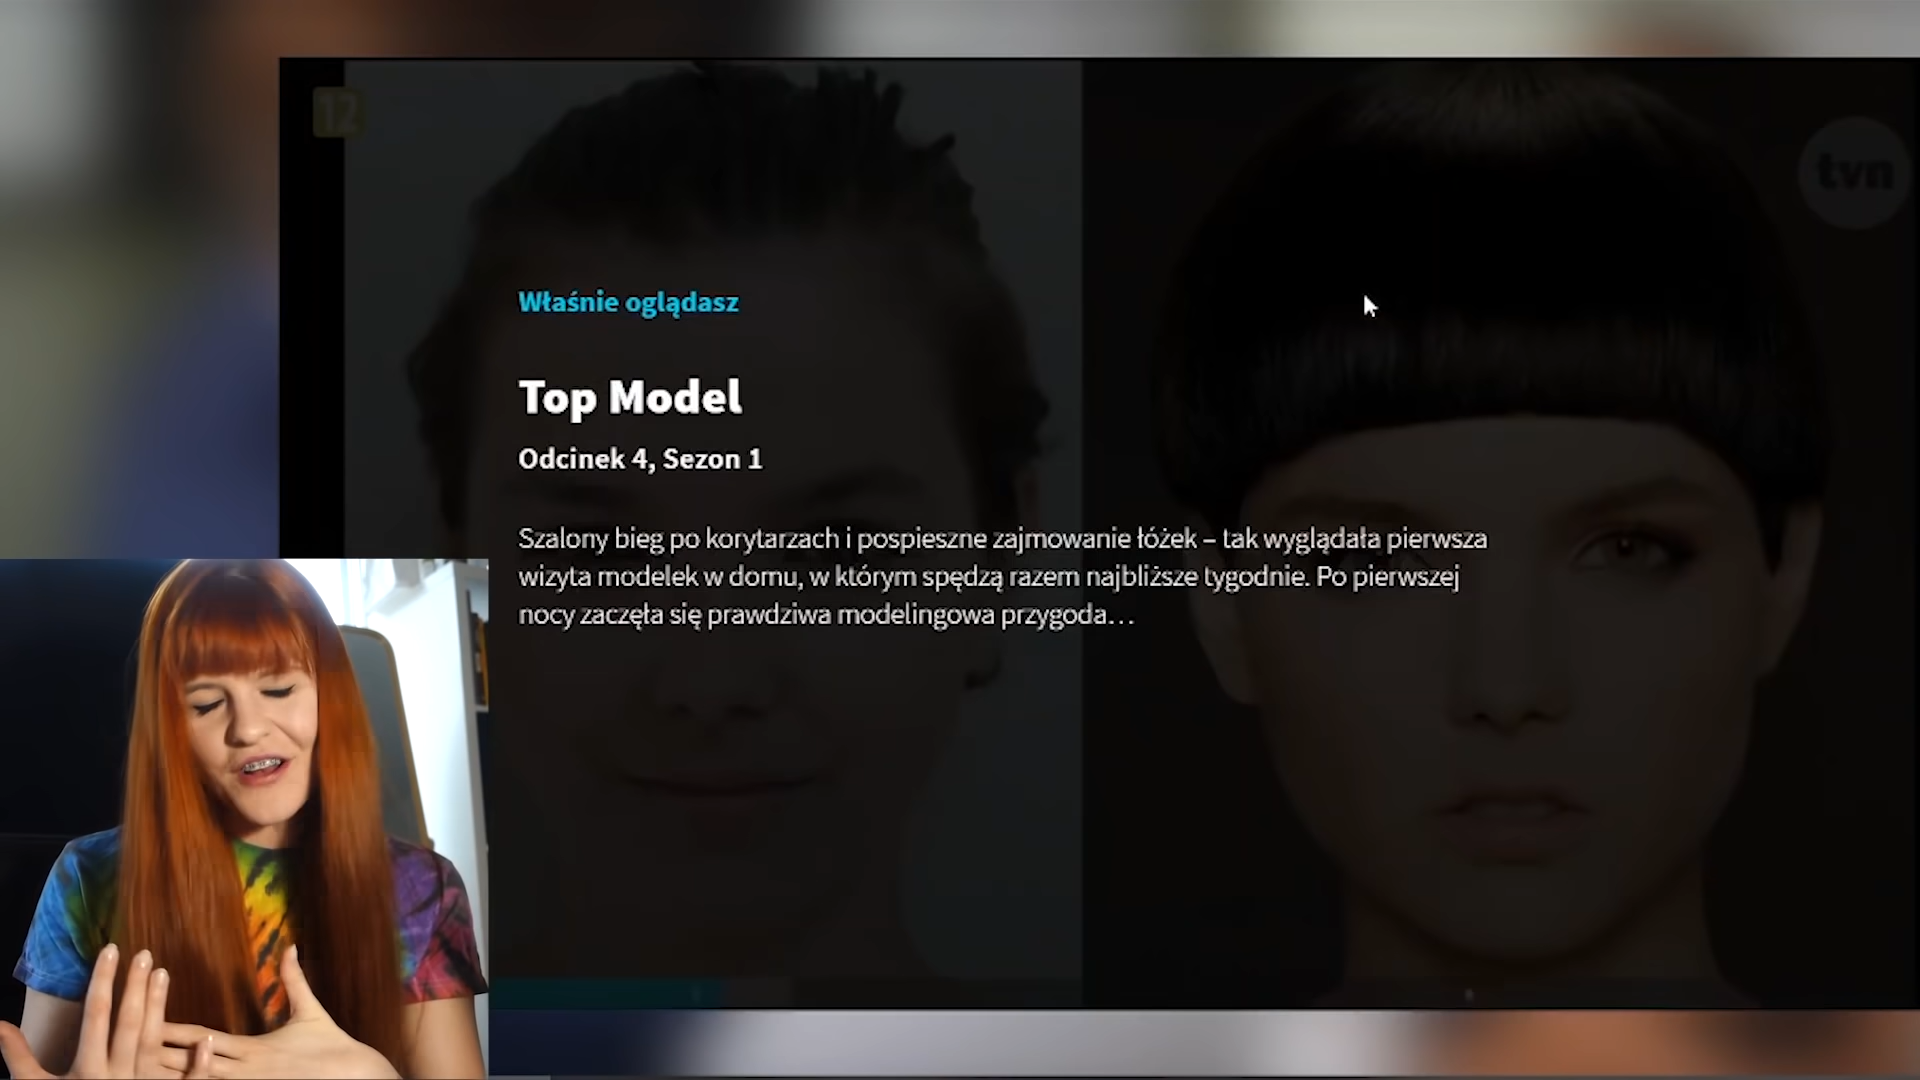 12
tvn
Właśnie oglądasz
Top Model
Odcinek 4, Sezon 1
Szalony bieg po korytarzach i pospieszne zajmowanie łóżek – tak wyglądała pierwsza
wizyta modelek w domu, w którym spędzą razem najbliższe tygodnie. Po pierwszej
nocy zaczęła się prawdziwa modelingowa przygoda…